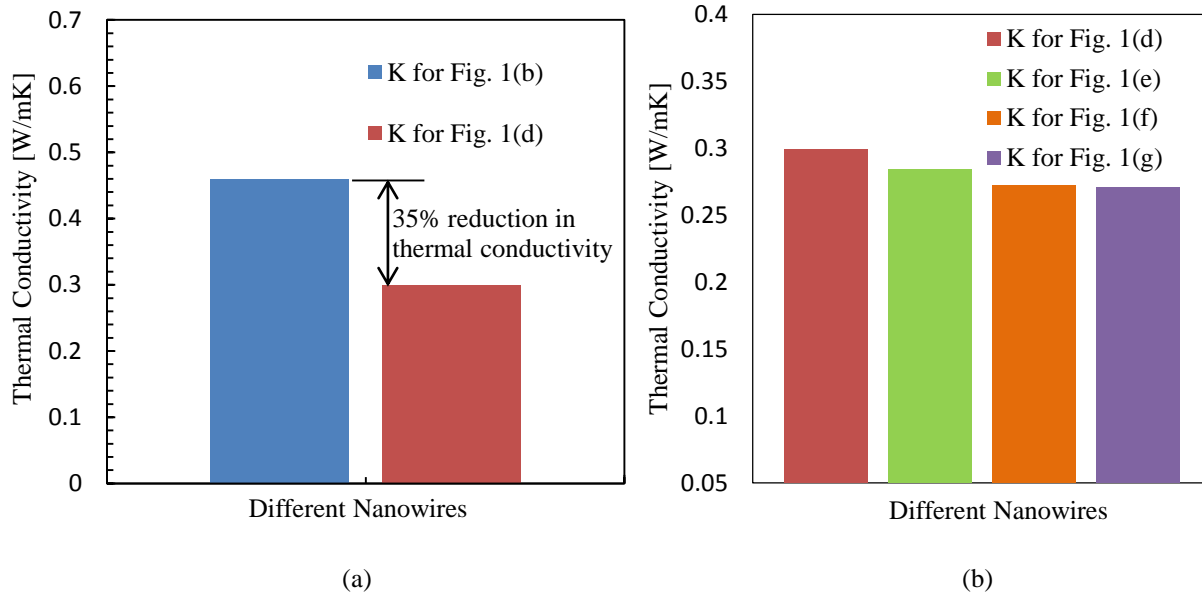 Thermal Conductivity [W/mK]
0.7
0.6
0.5
0.4
0.3
0.2
0.1
0
K for Fig. 1(b)
K for Fig. 1(d)
35% reduction in
thermal conductivity
Different Nanowires
(a)
Thermal Conductivity [W/mK]
0.4
0.35
0.3
0.25
0.2
0.15
0.1
0.05
K for Fig. 1(d)
K for Fig. 1(e)
K for Fig. 1(f)
K for Fig. 1(g)
Different Nanowires
(b)